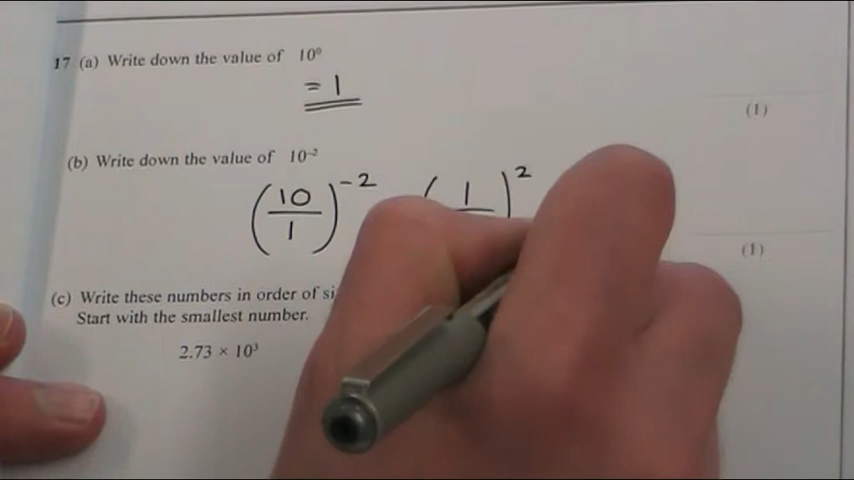 17 (a) Write down the value of 10⁰
= 1
(1)
(b) Write down the value of 10⁻²
(10/1)⁻² (1/ )²
(1)
(c) Write these numbers in order of si
Start with the smallest number.
2.73 × 10³